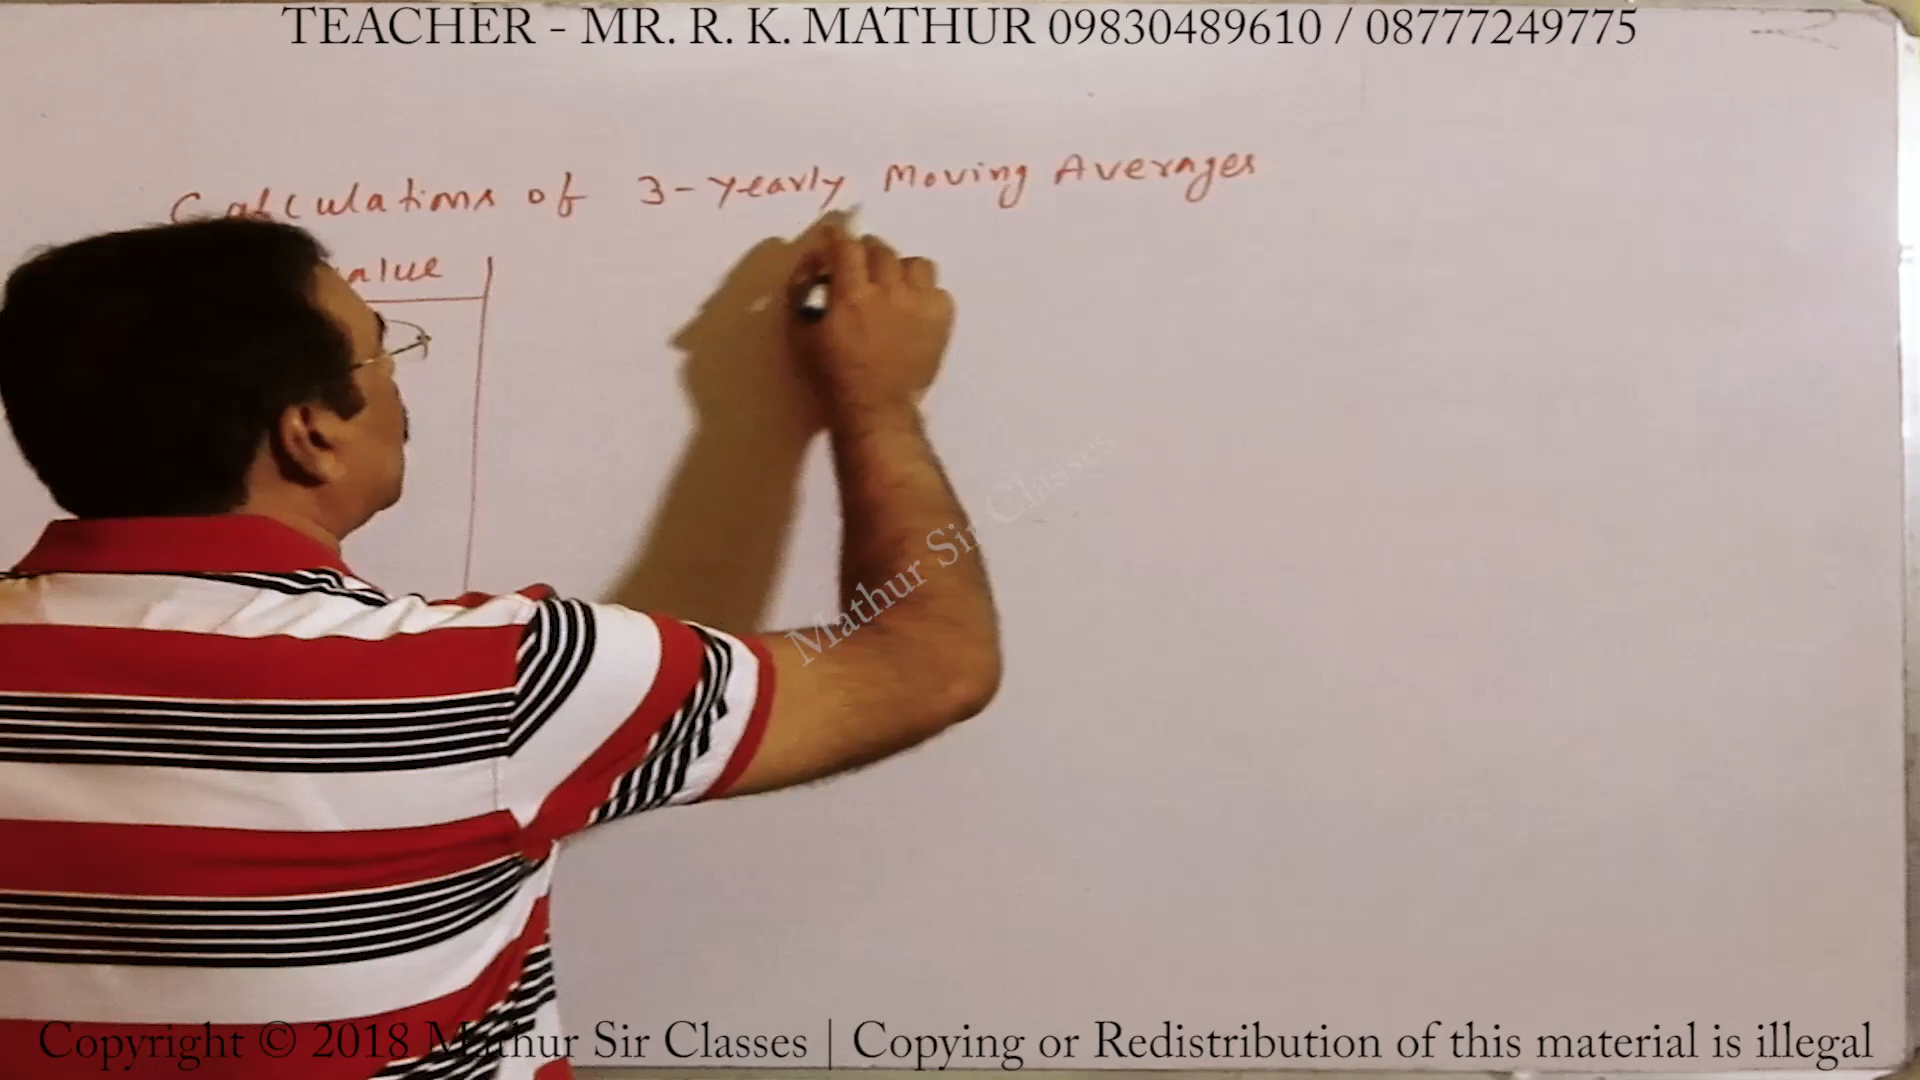 TEACHER - MR. R. K. MATHUR 09830489610 / 08777249775
Calculations of 3-Yearly Moving Averages
alue
Mathur Sir Classes
Copyright © 2018 Mathur Sir Classes | Copying or Redistribution of this material is illegal